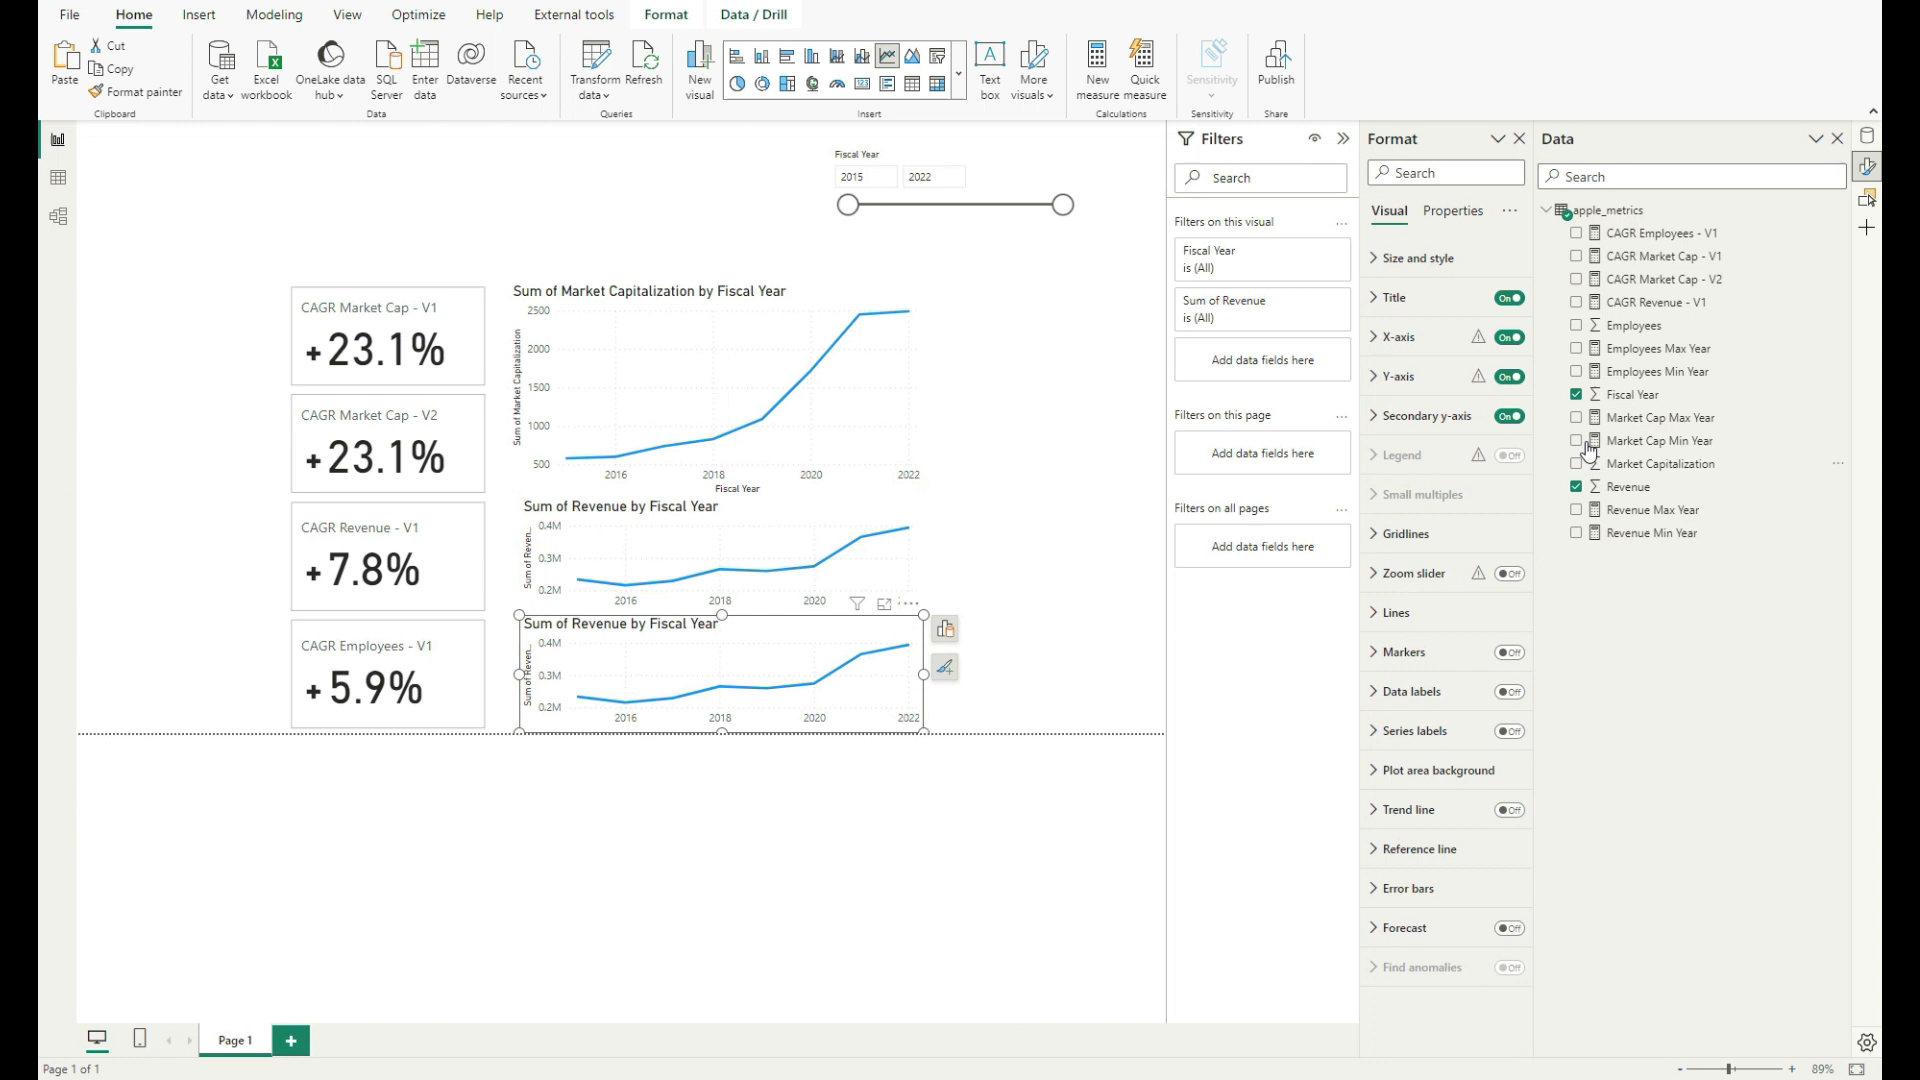 File Home Insert Modeling View Optimize Help External tools Format Data / Drill
Paste
Cut
Copy
Format painter
Clipboard
Get data
Excel workbook
OneLake data hub
SQL Server
Enter data
Dataverse
Recent sources
Data
Transform data
Refresh
Queries
New visual
Text box
More visuals
Insert
New measure
Quick measure
Calculations
Sensitivity
Sensitivity
Publish
Share
Fiscal Year
2015 2022
CAGR Market Cap - V1
+23.1%
CAGR Market Cap - V2
+23.1%
CAGR Revenue - V1
+7.8%
CAGR Employees - V1
+5.9%
Sum of Market Capitalization by Fiscal Year
Sum of Market Capitalization
2500
2000
1500
1000
500
2016 2018 2020 2022
Fiscal Year
Sum of Revenue by Fiscal Year
Sum of Reven...
0.4M
0.3M
0.2M
2016 2018 2020
Sum of Revenue by Fiscal Year
Sum of Reven...
0.4M
0.3M
0.2M
2016 2018 2020 2022
Filters
Search
Filters on this visual
Fiscal Year
is (All)
Sum of Revenue
is (All)
Add data fields here
Filters on this page
Add data fields here
Filters on all pages
Add data fields here
Format
Search
Visual Properties
Size and style
Title On
X-axis On
Y-axis On
Secondary y-axis On
Legend Off
Small multiples
Gridlines
Zoom slider Off
Lines
Markers Off
Data labels Off
Series labels Off
Plot area background
Trend line Off
Reference line
Error bars
Forecast Off
Find anomalies Off
Data
Search
apple_metrics
CAGR Employees - V1
CAGR Market Cap - V1
CAGR Market Cap - V2
CAGR Revenue - V1
Employees
Employees Max Year
Employees Min Year
Fiscal Year
Market Cap Max Year
Market Cap Min Year
Market Capitalization
Revenue
Revenue Max Year
Revenue Min Year
Page 1
Page 1 of 1
89%